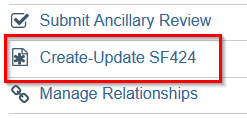 Submit Ancillary Review
Create-Update SF424
Manage Relationships